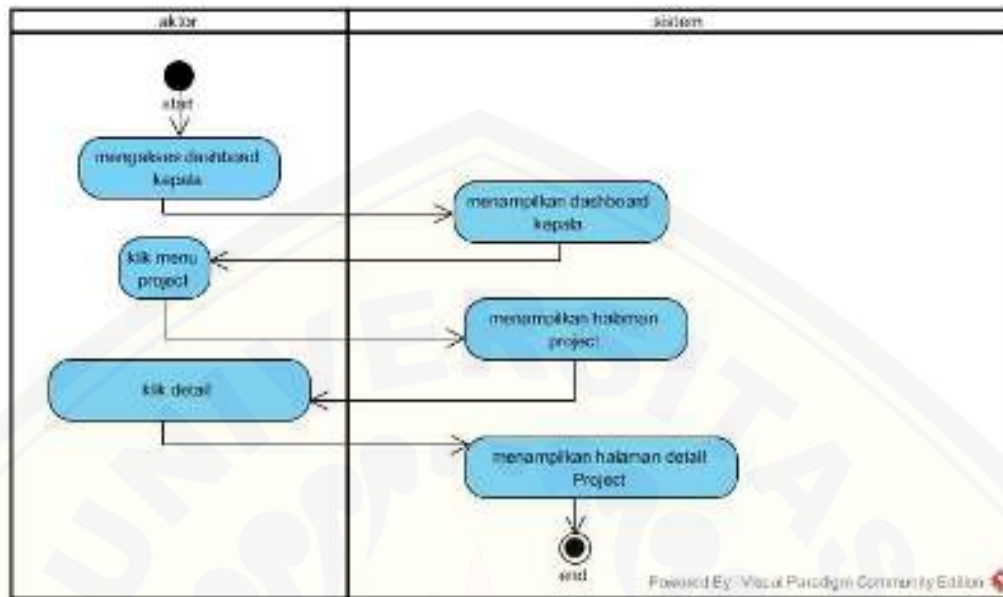 aktor
sistem
start
mengakses dashboard
kepala
menampilkan dashboard
kepala
klik menu
project
menampilkan halaman
project
klik detail
menampilkan halaman detail
Project
end
Powered By Visual Paradigm Community Edition
UNIVERSITAS